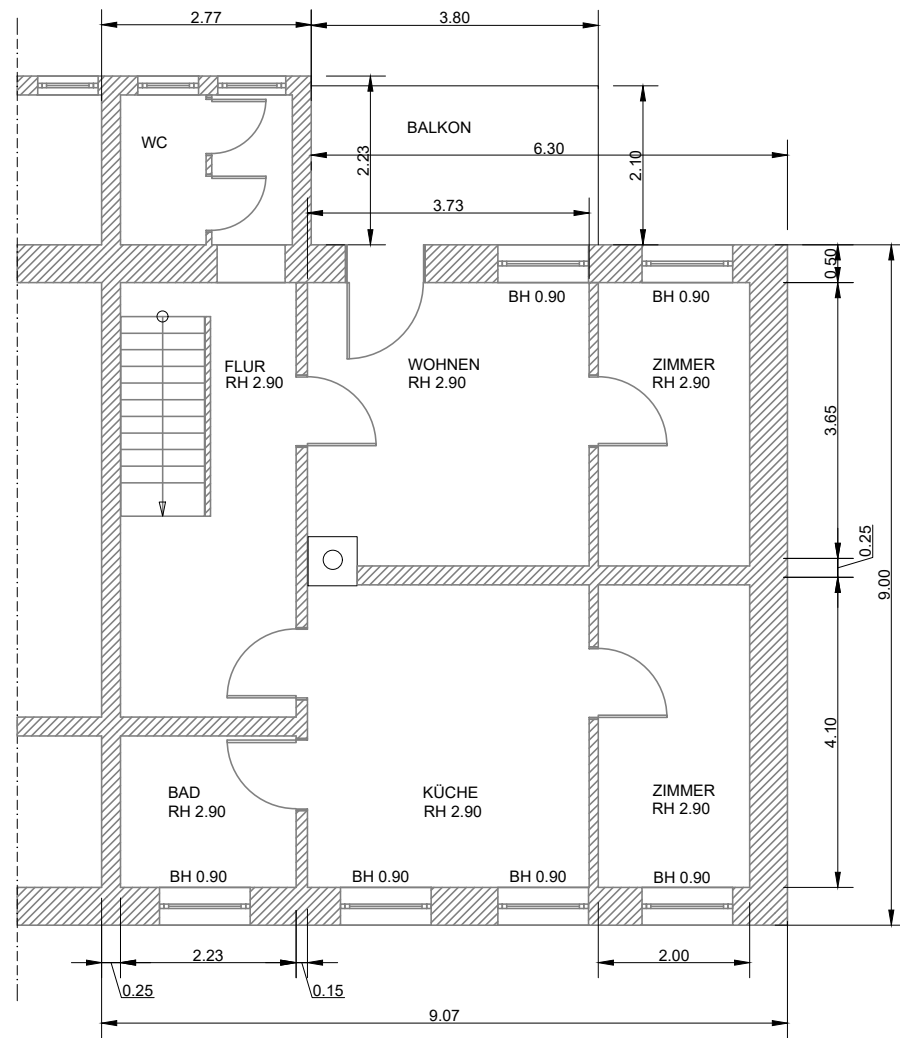 2.77
3.80
WC
BALKON
2.23
6.30
2.10
3.73
0.50
BH 0.90
BH 0.90
FLUR
RH 2.90
WOHNEN
RH 2.90
ZIMMER
RH 2.90
3.65
0.25
9.00
4.10
BAD
RH 2.90
KÜCHE
RH 2.90
ZIMMER
RH 2.90
BH 0.90
BH 0.90
BH 0.90
BH 0.90
2.23
2.00
0.25
0.15
9.07